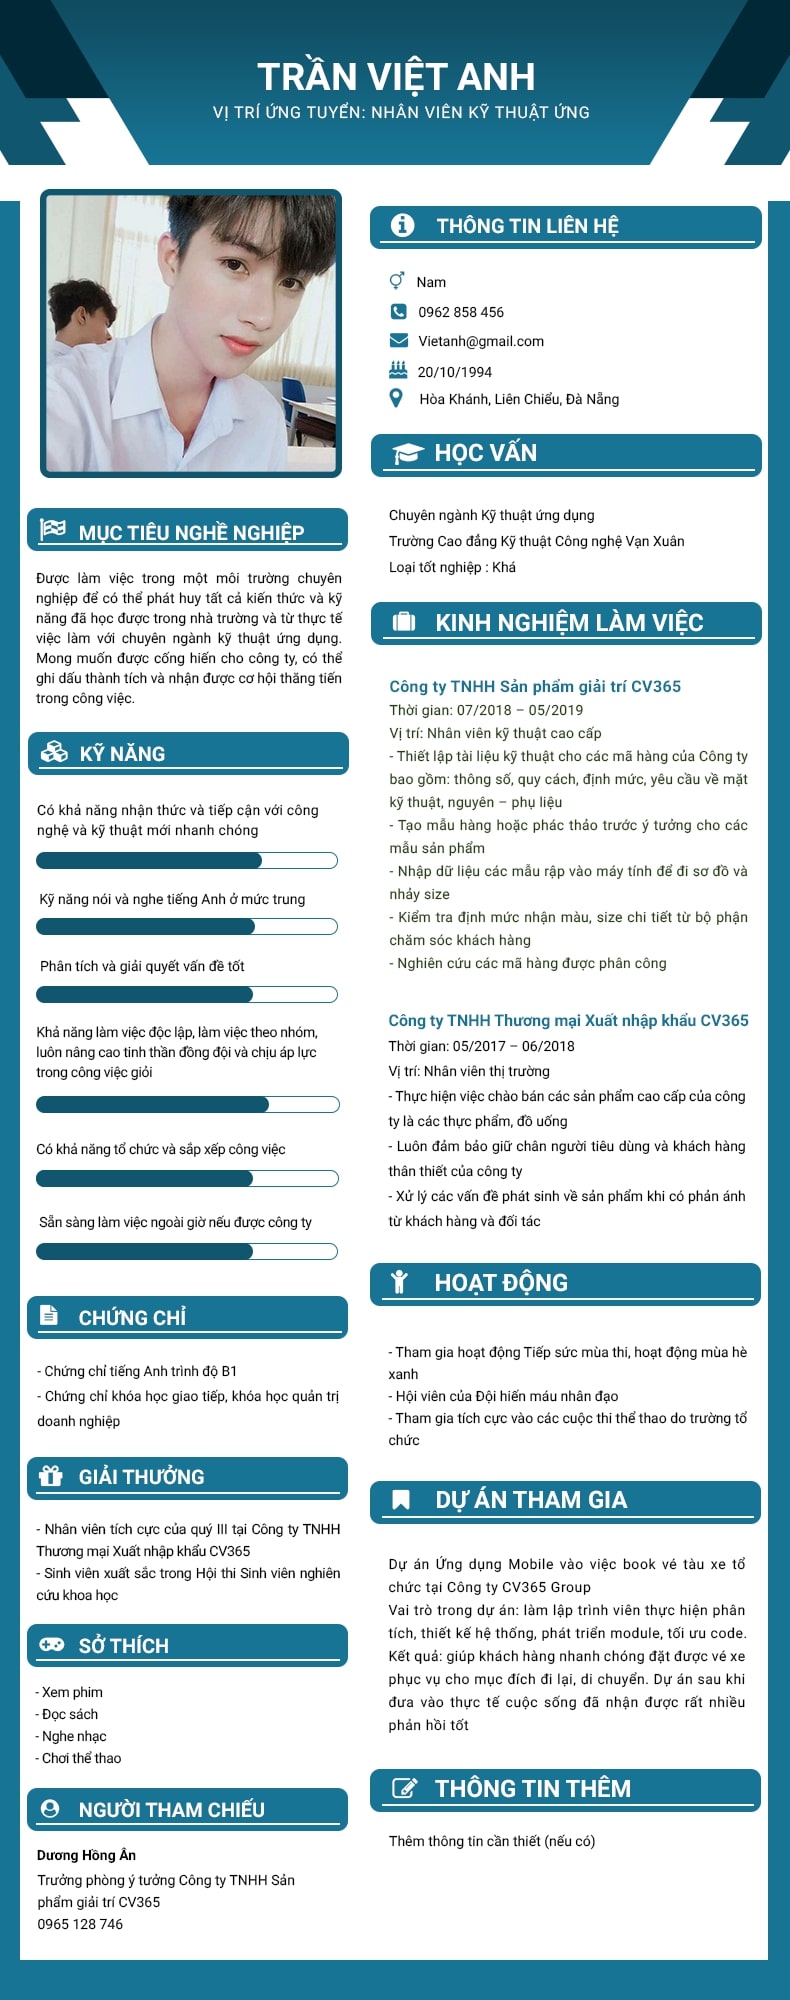 TRẦN VIỆT ANH
VỊ TRÍ ỨNG TUYỂN: NHÂN VIÊN KỸ THUẬT ỨNG
MỤC TIÊU NGHỀ NGHIỆP
Được làm việc trong một môi trường chuyên
nghiệp để có thể phát huy tất cả kiến thức và kỹ
năng đã học được trong nhà trường và từ thực tế
việc làm với chuyên ngành kỹ thuật ứng dụng.
Mong muốn được cống hiến cho công ty, có thể
ghi dấu thành tích và nhận được cơ hội thăng tiến
trong công việc.
KỸ NĂNG
Có khả năng nhận thức và tiếp cận với công
nghệ và kỹ thuật mới nhanh chóng
Kỹ năng nói và nghe tiếng Anh ở mức trung
Phân tích và giải quyết vấn đề tốt
Khả năng làm việc độc lập, làm việc theo nhóm,
luôn nâng cao tinh thần đồng đội và chịu áp lực
trong công việc giỏi
Có khả năng tổ chức và sắp xếp công việc
Sẵn sàng làm việc ngoài giờ nếu được công ty
CHỨNG CHỈ
- Chứng chỉ tiếng Anh trình độ B1
- Chứng chỉ khóa học giao tiếp, khóa học quản trị
doanh nghiệp
GIẢI THƯỞNG
- Nhân viên tích cực của quý III tại Công ty TNHH
Thương mại Xuất nhập khẩu CV365
- Sinh viên xuất sắc trong Hội thi Sinh viên nghiên
cứu khoa học
SỞ THÍCH
- Xem phim
- Đọc sách
- Nghe nhạc
- Chơi thể thao
NGƯỜI THAM CHIẾU
Dương Hồng Ân
Trưởng phòng ý tưởng Công ty TNHH Sản
phẩm giải trí CV365
0965 128 746
THÔNG TIN LIÊN HỆ
Nam
0962 858 456
Vietanh@gmail.com
20/10/1994
Hòa Khánh, Liên Chiểu, Đà Nẵng
HỌC VẤN
Chuyên ngành Kỹ thuật ứng dụng
Trường Cao đẳng Kỹ thuật Công nghệ Vạn Xuân
Loại tốt nghiệp : Khá
KINH NGHIỆM LÀM VIỆC
Công ty TNHH Sản phẩm giải trí CV365
Thời gian: 07/2018 – 05/2019
Vị trí: Nhân viên kỹ thuật cao cấp
- Thiết lập tài liệu kỹ thuật cho các mã hàng của Công ty
bao gồm: thông số, quy cách, định mức, yêu cầu về mặt
kỹ thuật, nguyên – phụ liệu
- Tạo mẫu hàng hoặc phác thảo trước ý tưởng cho các
mẫu sản phẩm
- Nhập dữ liệu các mẫu rập vào máy tính để đi sơ đồ và
nhảy size
- Kiểm tra định mức nhận màu, size chi tiết từ bộ phận
chăm sóc khách hàng
- Nghiên cứu các mã hàng được phân công
Công ty TNHH Thương mại Xuất nhập khẩu CV365
Thời gian: 05/2017 – 06/2018
Vị trí: Nhân viên thị trường
- Thực hiện việc chào bán các sản phẩm cao cấp của công
ty là các thực phẩm, đồ uống
- Luôn đảm bảo giữ chân người tiêu dùng và khách hàng
thân thiết của công ty
- Xử lý các vấn đề phát sinh về sản phẩm khi có phản ánh
từ khách hàng và đối tác
HOẠT ĐỘNG
- Tham gia hoạt động Tiếp sức mùa thi, hoạt động mùa hè
xanh
- Hội viên của Đội hiến máu nhân đạo
- Tham gia tích cực vào các cuộc thi thể thao do trường tổ
chức
DỰ ÁN THAM GIA
Dự án Ứng dụng Mobile vào việc book vé tàu xe tổ
chức tại Công ty CV365 Group
Vai trò trong dự án: làm lập trình viên thực hiện phân
tích, thiết kế hệ thống, phát triển module, tối ưu code.
Kết quả: giúp khách hàng nhanh chóng đặt được vé xe
phục vụ cho mục đích đi lại, di chuyển. Dự án sau khi
đưa vào thực tế cuộc sống đã nhận được rất nhiều
phản hồi tốt
THÔNG TIN THÊM
Thêm thông tin cần thiết (nếu có)